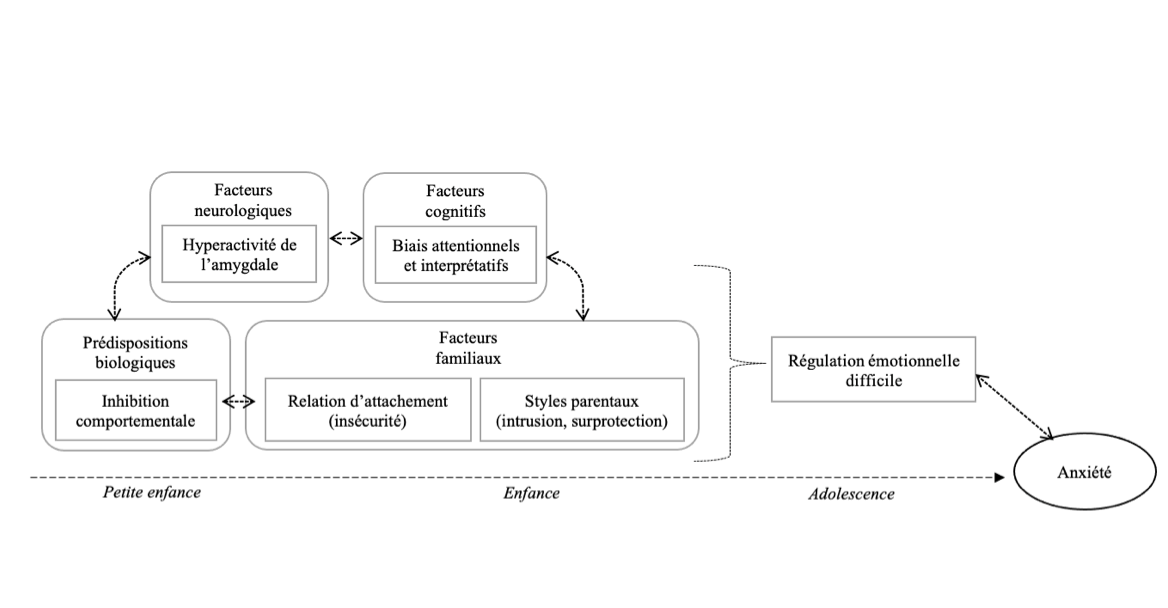 Facteurs
neurologiques
Hyperactivité de
l’amygdale
Facteurs
cognitifs
Biais attentionnels
et interprétatifs
Prédispositions
biologiques
Inhibition
comportementale
Facteurs
familiaux
Relation d’attachement
(insécurité)
Styles parentaux
(intrusion, surprotection)
Régulation émotionnelle
difficile
Anxiété
Petite enfance
Enfance
Adolescence